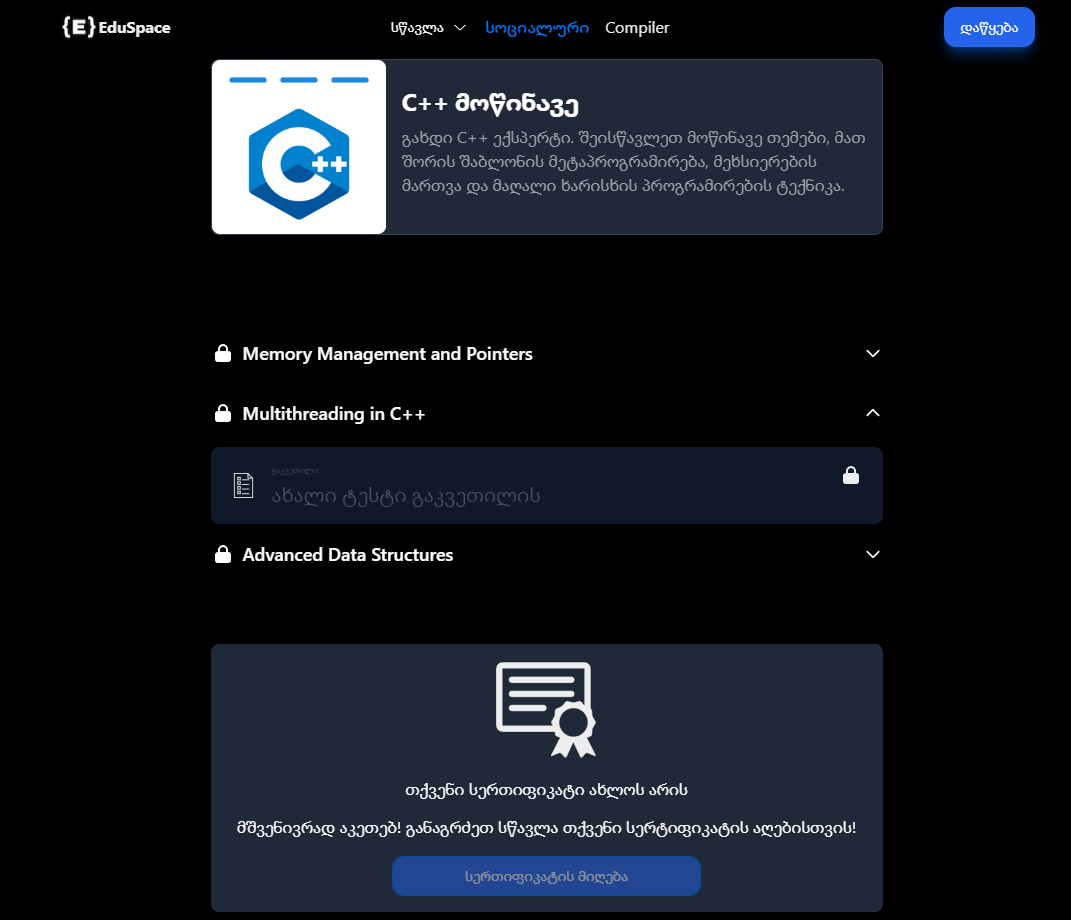 {E} EduSpace
სწავლა
სოციალური
Compiler
დაწყება
C++
C++ მოწინავე
გახდი C++ ექსპერტი. შეისწავლეთ მოწინავე თემები, მათ
შორის შაბლონის მეტაპროგრამირება, მეხსიერების
მართვა და მაღალი ხარისხის პროგრამირების ტექნიკა.
Memory Management and Pointers
Multithreading in C++
გაკვეთილი
ახალი ტესტი გაკვეთილის
Advanced Data Structures
თქვენი სერთიფიკატი ახლოს არის
მშვენივრად აკეთებ! განაგრძეთ სწავლა თქვენი სერტიფიკატის აღებისთვის!
სერთიფიკატის მიღება